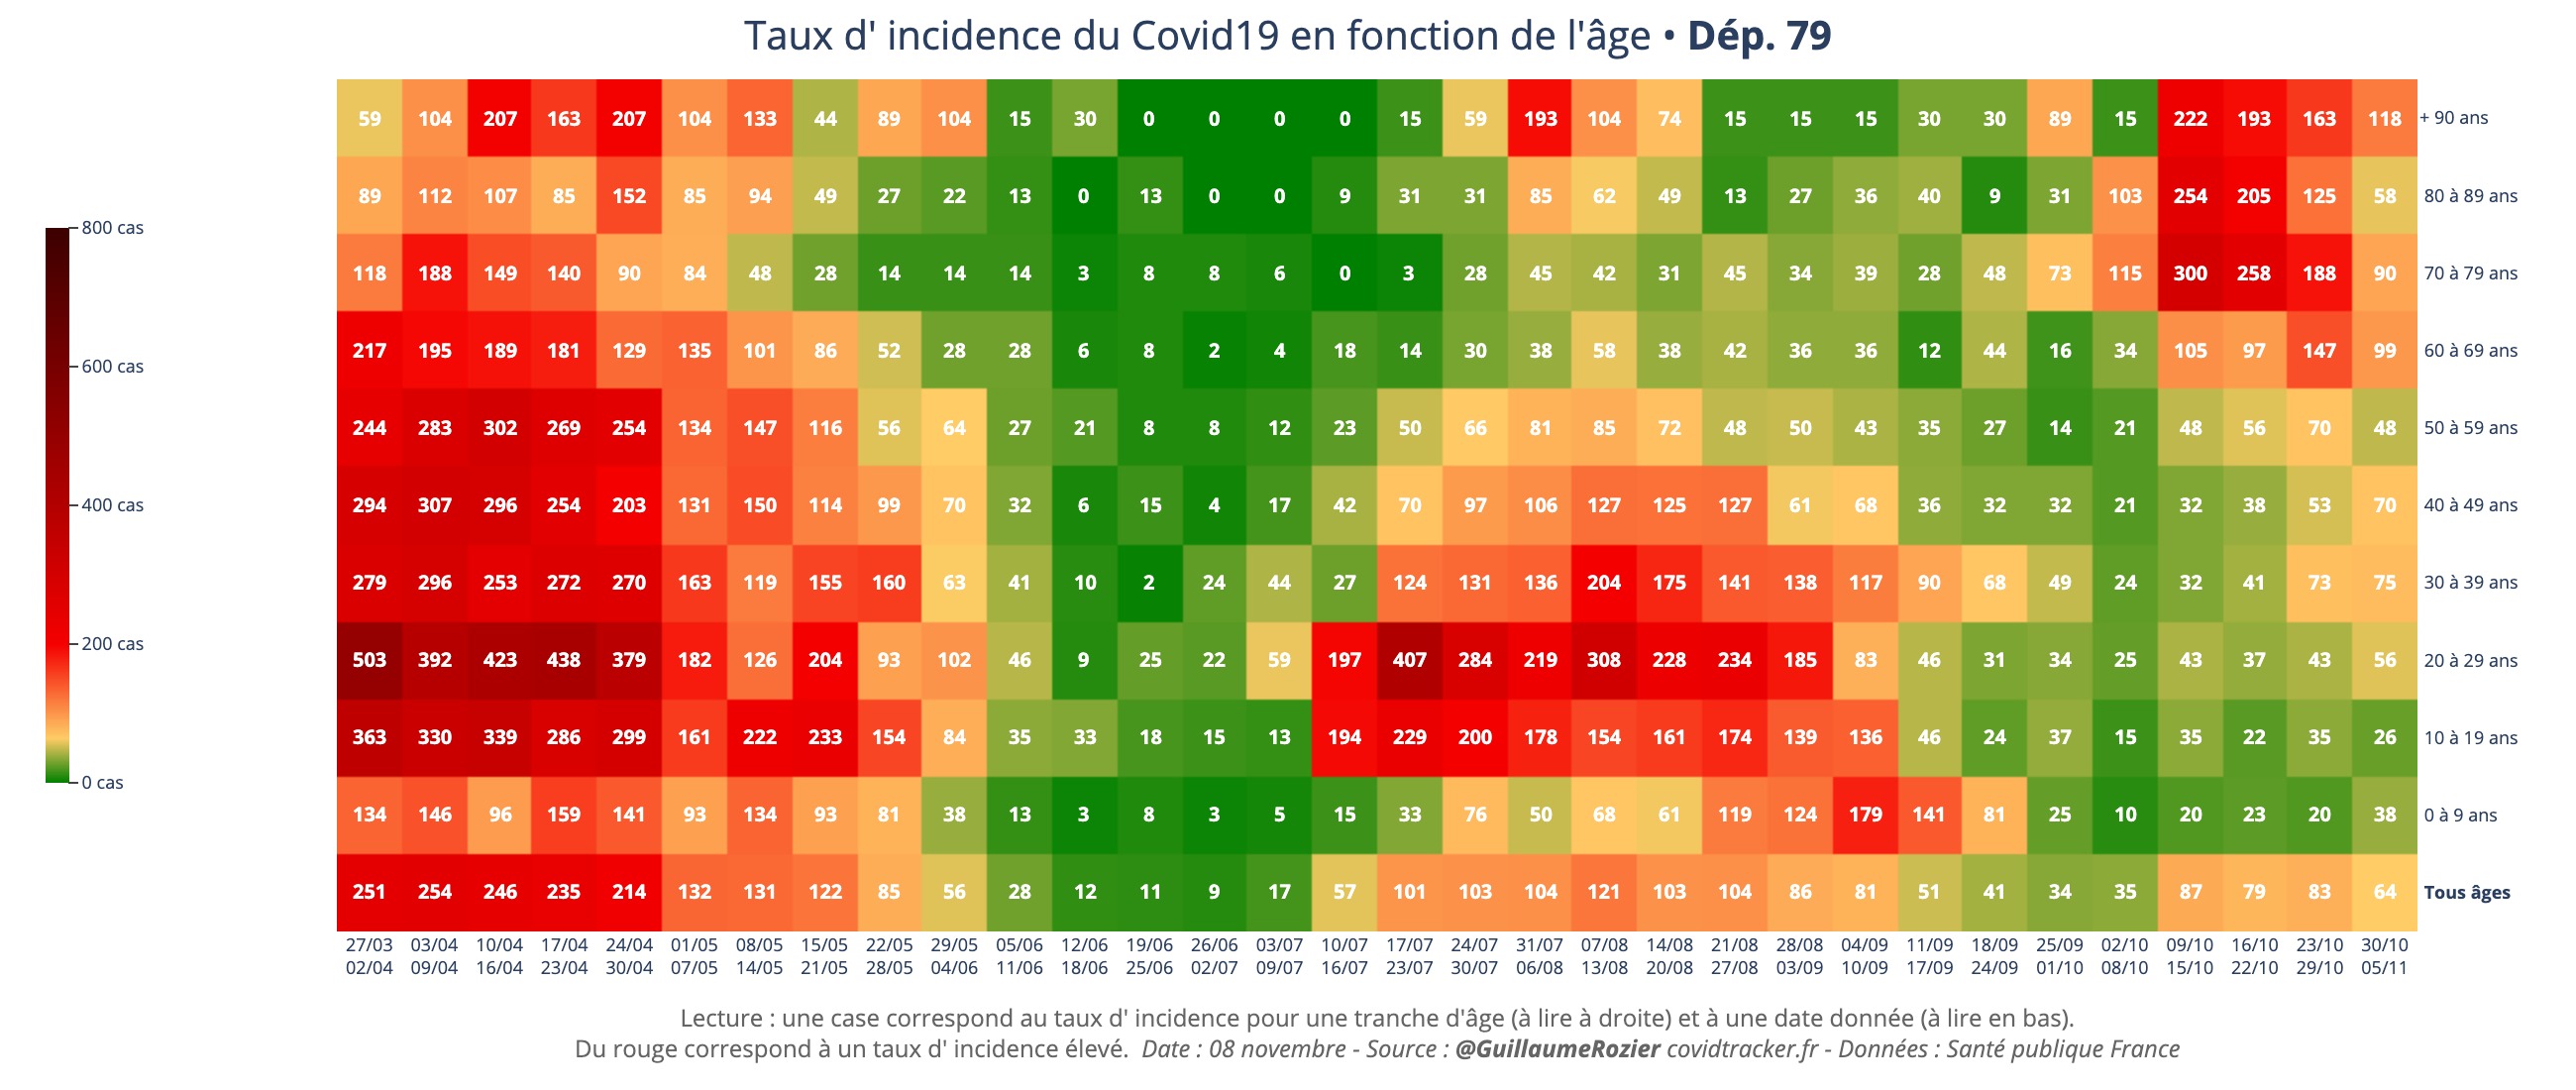 Taux d' incidence du Covid19 en fonction de l'âge • Dép. 79
800 cas
600 cas
400 cas
200 cas
0 cas
59 104 207 163 207 104 133 44 89 104 15 30 0 0 0 0 15 59 193 104 74 15 15 15 30 30 89 15 222 193 163 118 + 90 ans
89 112 107 85 152 85 94 49 27 22 13 0 13 0 0 9 31 31 85 62 49 13 27 36 40 9 31 103 254 205 125 58 80 à 89 ans
118 188 149 140 90 84 48 28 14 14 14 3 8 8 6 0 3 28 45 42 31 45 34 39 28 48 73 115 300 258 188 90 70 à 79 ans
217 195 189 181 129 135 101 86 52 28 28 6 8 2 4 18 14 30 38 58 38 42 36 36 12 44 16 34 105 97 147 99 60 à 69 ans
244 283 302 269 254 134 147 116 56 64 27 21 8 8 12 23 50 66 81 85 72 48 50 43 35 27 14 21 48 56 70 48 50 à 59 ans
294 307 296 254 203 131 150 114 99 70 32 6 15 4 17 42 70 97 106 127 125 127 61 68 36 32 32 21 32 38 53 70 40 à 49 ans
279 296 253 272 270 163 119 155 160 63 41 10 2 24 44 27 124 131 136 204 175 141 138 117 90 68 49 24 32 41 73 75 30 à 39 ans
503 392 423 438 379 182 126 204 93 102 46 9 25 22 59 197 407 284 219 308 228 234 185 83 46 31 34 25 43 37 43 56 20 à 29 ans
363 330 339 286 299 161 222 233 154 84 35 33 18 15 13 194 229 200 178 154 161 174 139 136 46 24 37 15 35 22 35 26 10 à 19 ans
134 146 96 159 141 93 134 93 81 38 13 3 8 3 5 15 33 76 50 68 61 119 124 179 141 81 25 10 20 23 20 38 0 à 9 ans
251 254 246 235 214 132 131 122 85 56 28 12 11 9 17 57 101 103 104 121 103 104 86 81 51 41 34 35 87 79 83 64 Tous âges
27/03 03/04 10/04 17/04 24/04 01/05 08/05 15/05 22/05 29/05 05/06 12/06 19/06 26/06 03/07 10/07 17/07 24/07 31/07 07/08 14/08 21/08 28/08 04/09 11/09 18/09 25/09 02/10 09/10 16/10 23/10 30/10
02/04 09/04 16/04 23/04 30/04 07/05 14/05 21/05 28/05 04/06 11/06 18/06 25/06 02/07 09/07 16/07 23/07 30/07 06/08 13/08 20/08 27/08 03/09 10/09 17/09 24/09 01/10 08/10 15/10 22/10 29/10 05/11
Lecture : une case correspond au taux d' incidence pour une tranche d'âge (à lire à droite) et à une date donnée (à lire en bas).
Du rouge correspond à un taux d' incidence élevé. Date : 08 novembre - Source : @GuillaumeRozier covidtracker.fr - Données : Santé publique France